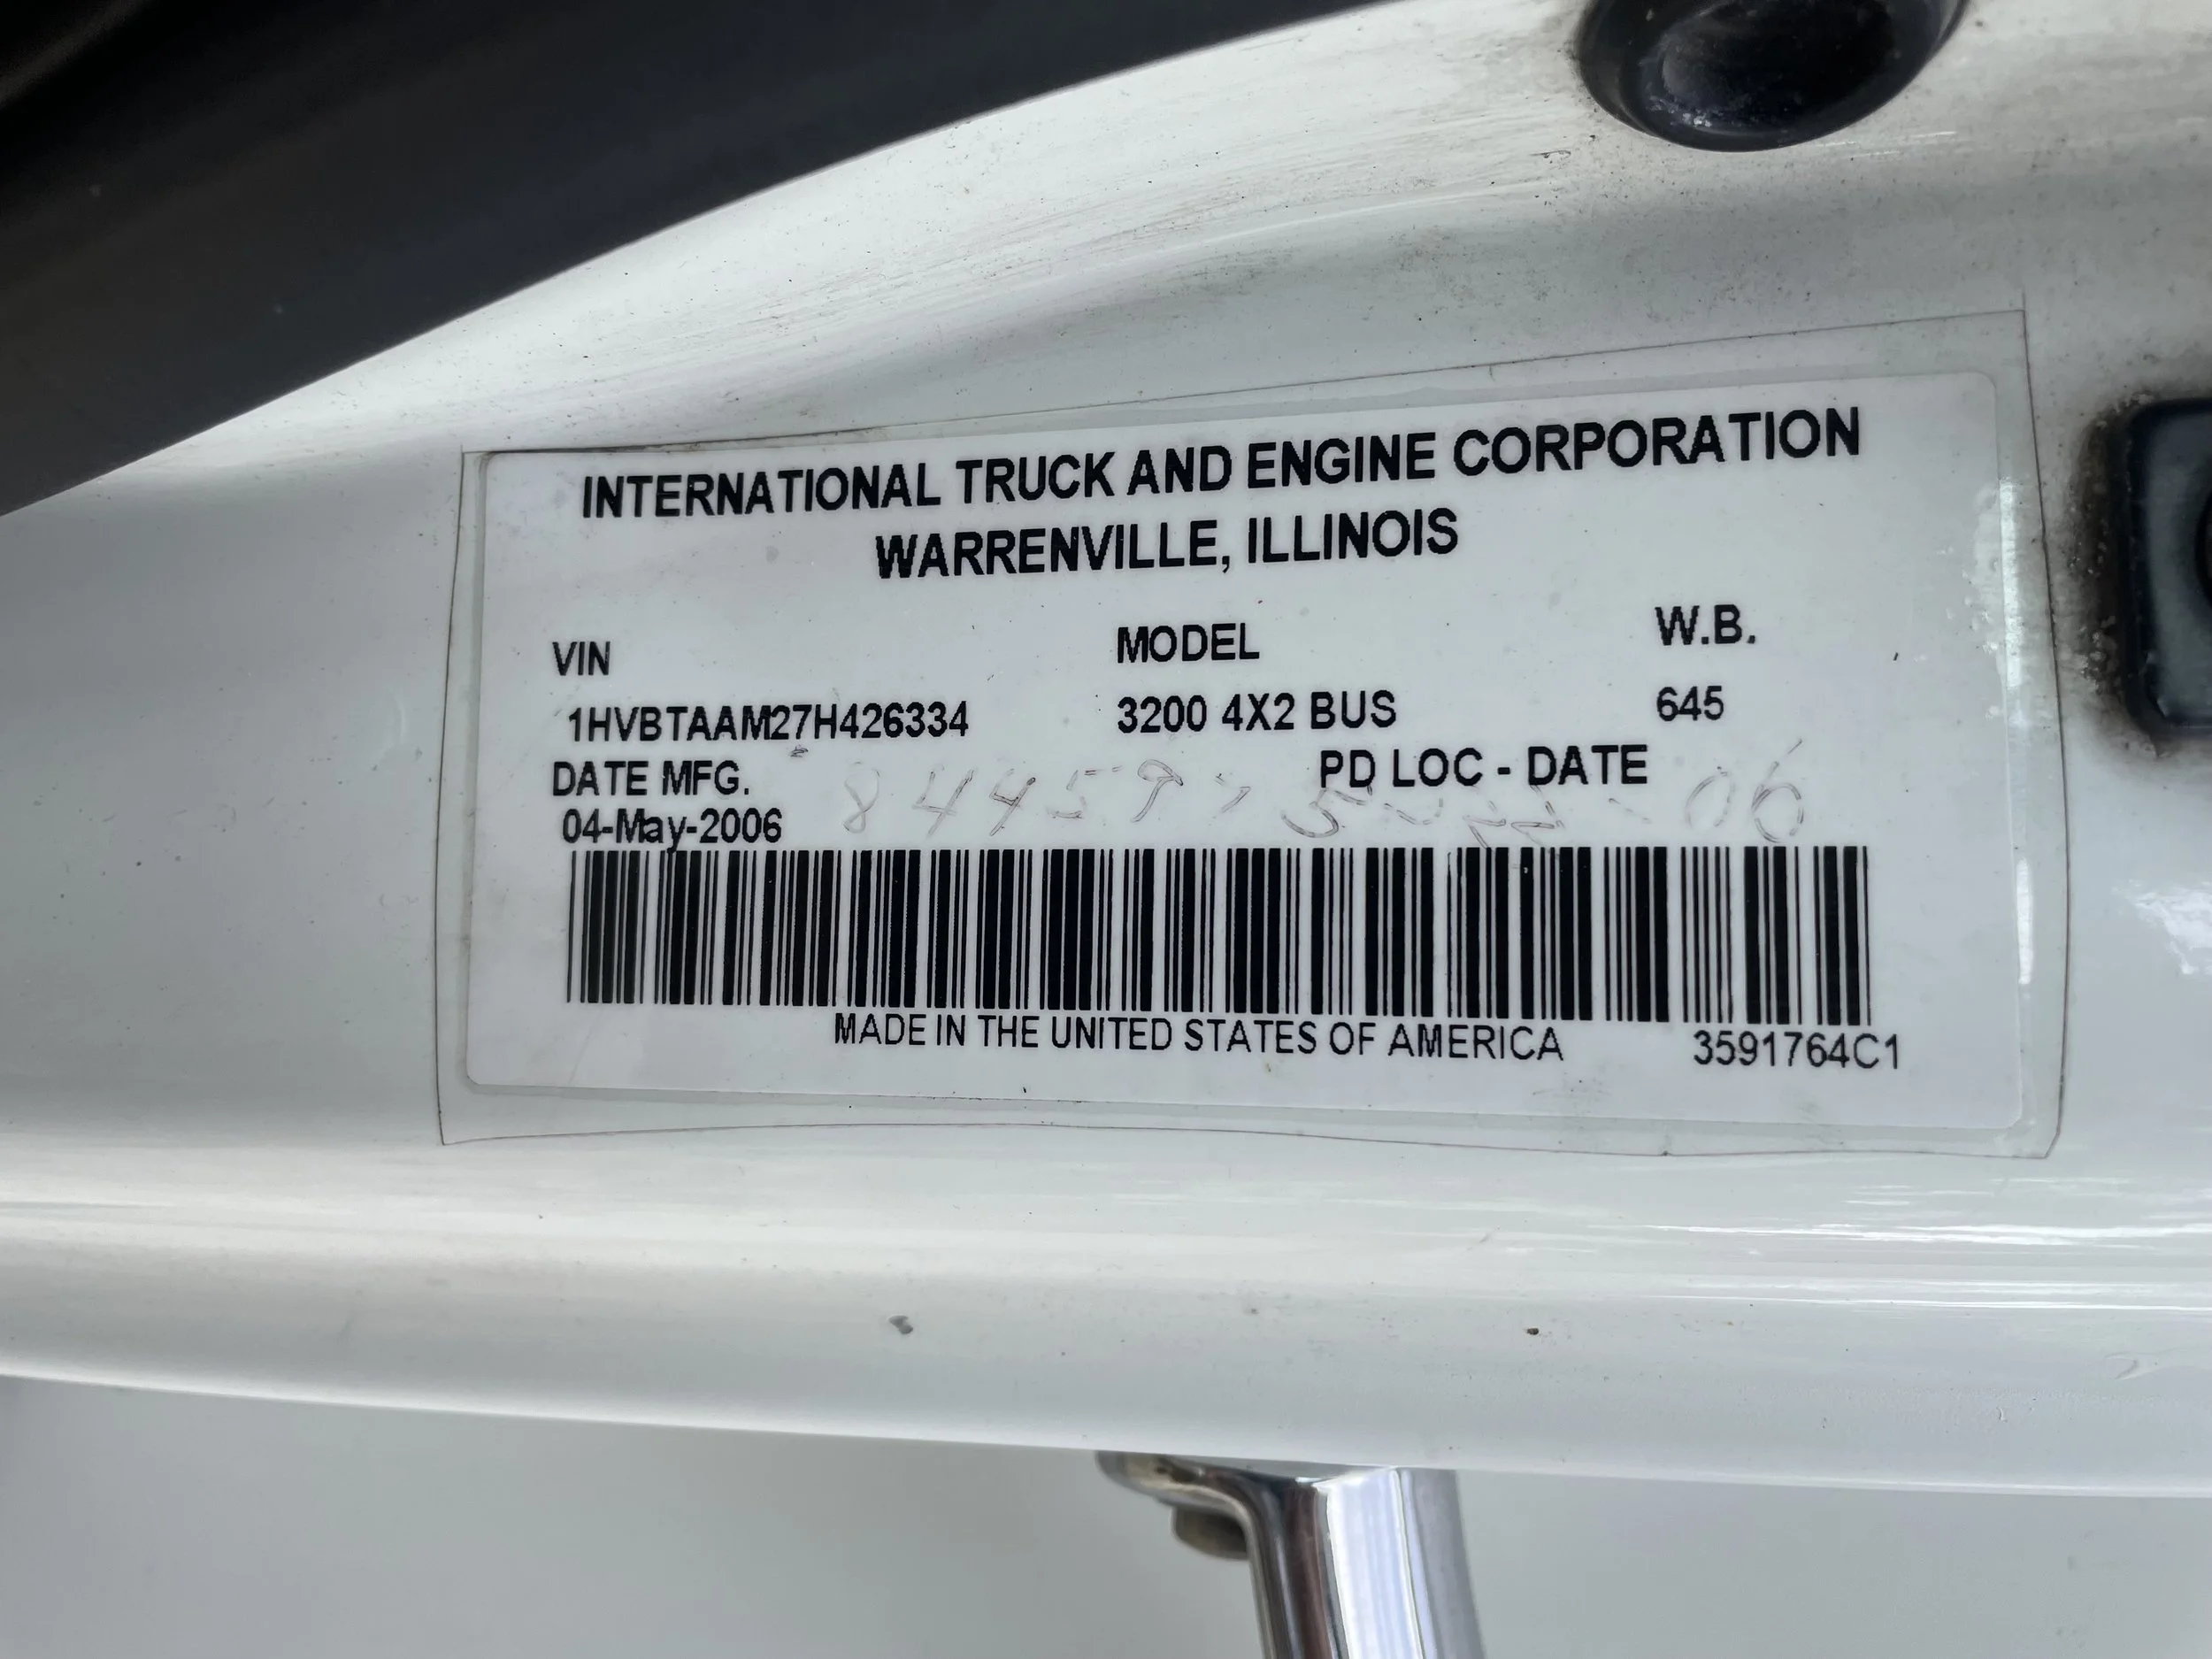 INTERNATIONAL TRUCK AND ENGINE CORPORATION
WARRENVILLE, ILLINOIS
VIN MODEL W.B.
1HVBTAAM27H426334 3200 4X2 BUS 645
DATE MFG. PD LOC - DATE
04-May-2006
MADE IN THE UNITED STATES OF AMERICA 3591764C1